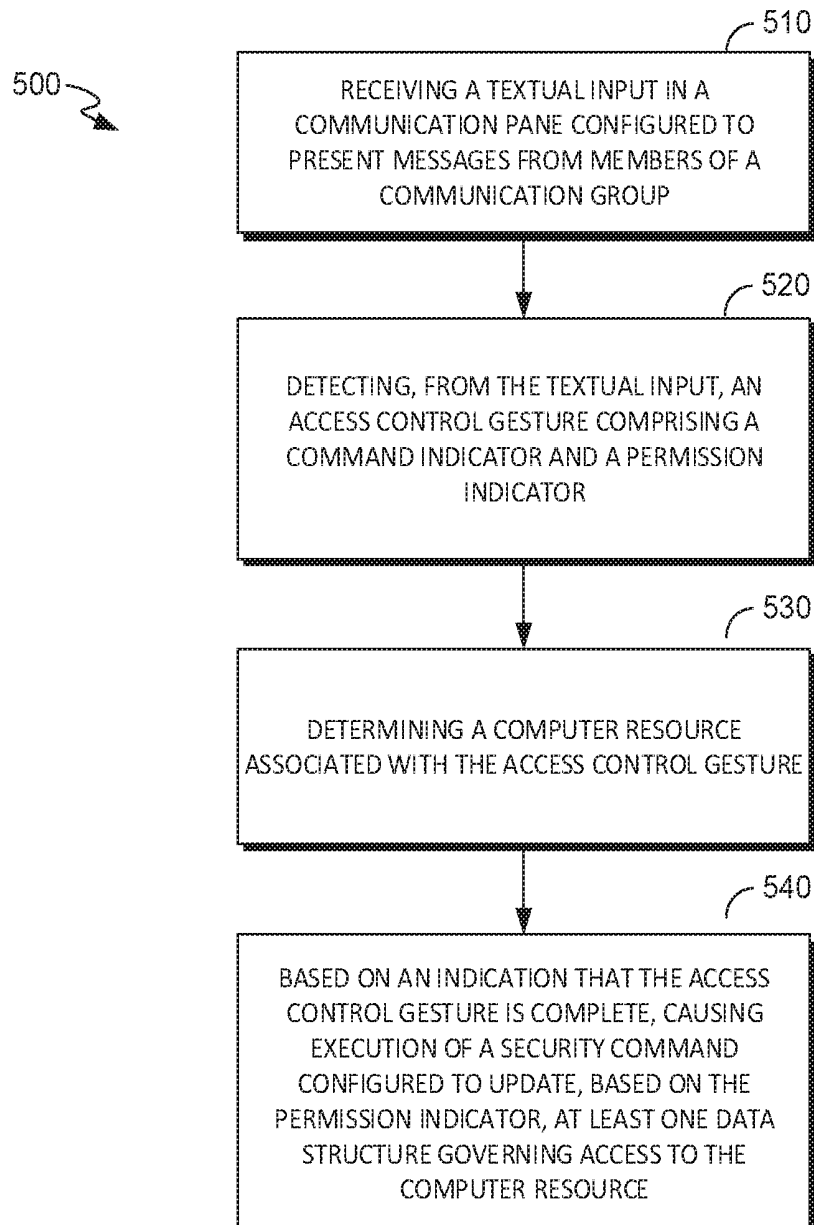 500
510
RECEIVING A TEXTUAL INPUT IN A
COMMUNICATION PANE CONFIGURED TO
PRESENT MESSAGES FROM MEMBERS OF A
COMMUNICATION GROUP
520
DETECTING, FROM THE TEXTUAL INPUT, AN
ACCESS CONTROL GESTURE COMPRISING A
COMMAND INDICATOR AND A PERMISSION
INDICATOR
530
DETERMINING A COMPUTER RESOURCE
ASSOCIATED WITH THE ACCESS CONTROL GESTURE
540
BASED ON AN INDICATION THAT THE ACCESS
CONTROL GESTURE IS COMPLETE, CAUSING
EXECUTION OF A SECURITY COMMAND
CONFIGURED TO UPDATE, BASED ON THE
PERMISSION INDICATOR, AT LEAST ONE DATA
STRUCTURE GOVERNING ACCESS TO THE
COMPUTER RESOURCE